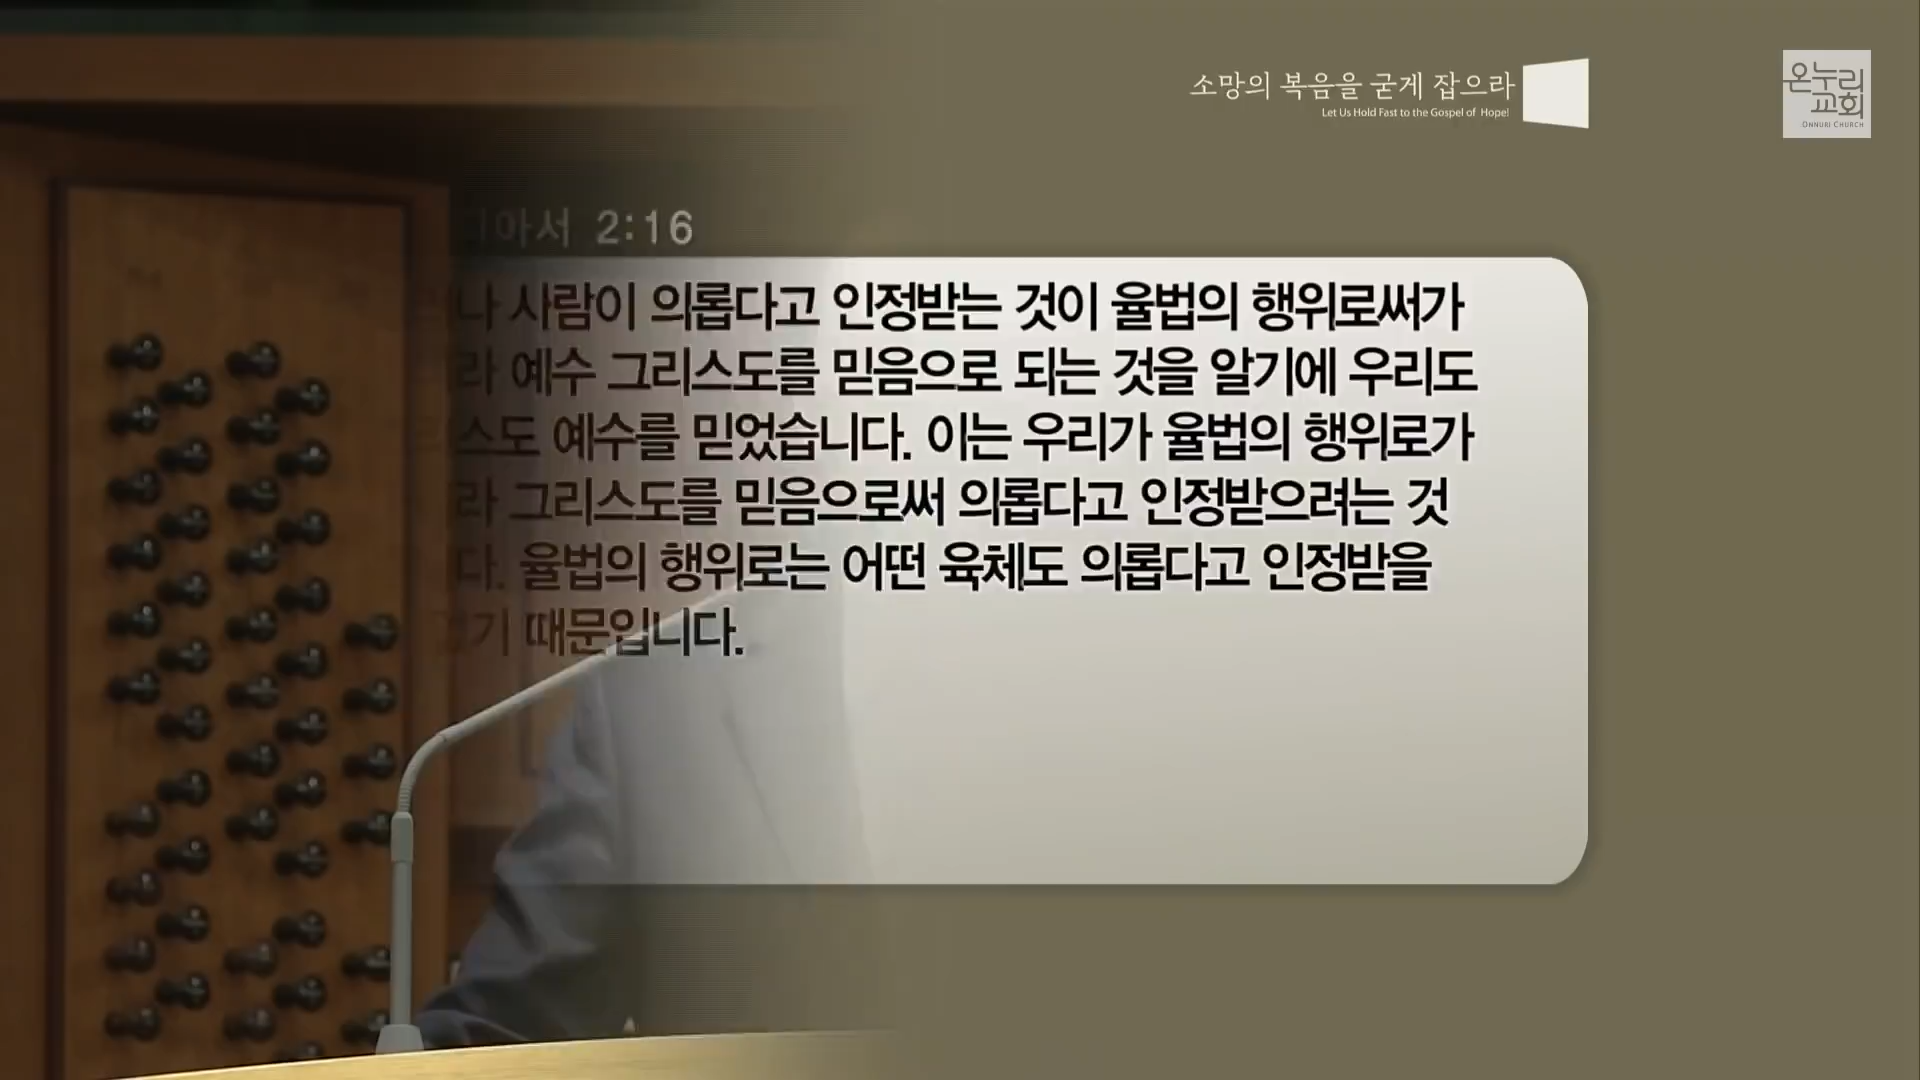 소망의 복음을 굳게 잡으라
Let Us Hold Fast to the Gospel of Hope!
온누리
교회
ONNURI CHURCH
2:16
사람이 의롭다고 인정받는 것이 율법의 행위로써가
예수 그리스도를 믿음으로 되는 것을 알기에 우리도
예수를 믿었습니다. 이는 우리가 율법의 행위로가
그리스도를 믿음으로써 의롭다고 인정받으려는 것
율법의 행위로는 어떤 육체도 의롭다고 인정받을
때문입니다.